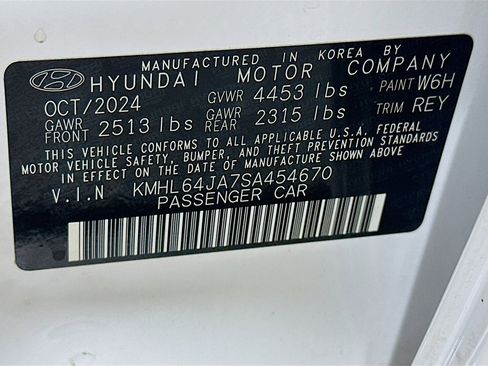 MANUFACTURED IN KOREA BY
HYUNDAI MOTOR COMPANY
OCT/2024 GVWR 4453 lbs PAINT W6H
GAWR FRONT 2513 lbs GAWR REAR 2315 lbs TRIM REY
THIS VEHICLE CONFORMS TO ALL APPLICABLE U.S.A. FEDERAL
MOTOR VEHICLE SAFETY, BUMPER, AND THEFT PREVENTION STANDARDS
IN EFFECT ON THE DATE OF MANUFACTURE SHOWN ABOVE.
V.I.N KMHL64JA7SA454670
PASSENGER CAR